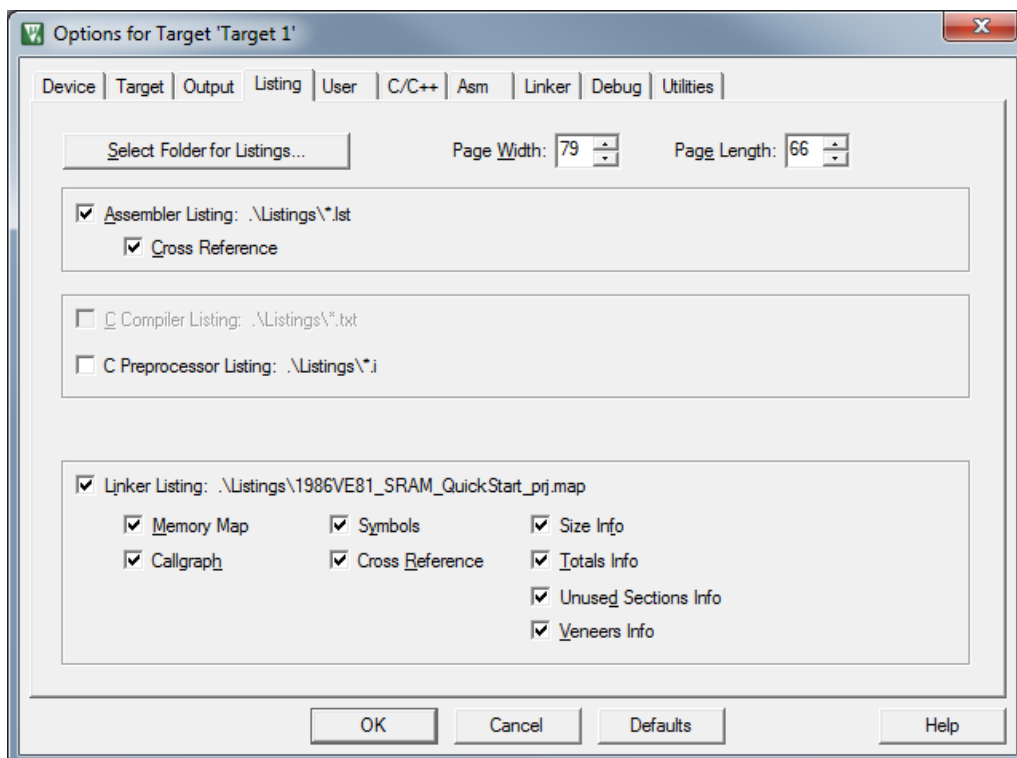 Options for Target 'Target 1'
Device Target Output Listing User C/C++ Asm Linker Debug Utilities
Select Folder for Listings... Page Width: 79 Page Length: 66
Assembler Listing: .\Listings\*.lst
Cross Reference
C Compiler Listing: .\Listings\*.txt
C Preprocessor Listing: .\Listings\*.i
Linker Listing: .\Listings\1986VE81_SRAM_QuickStart_prj.map
Memory Map Symbols Size Info
Callgraph Cross Reference Totals Info
Unused Sections Info
Veneers Info
OK Cancel Defaults Help